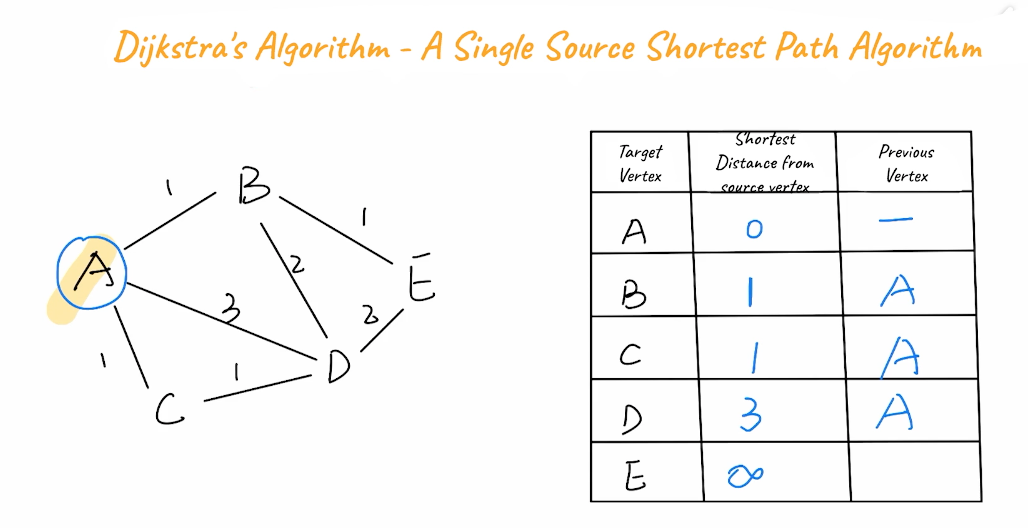 Dijkstra's Algorithm - A Single Source Shortest Path Algorithm
1
B
1
A
2
E
3
2
1
1
D
C
Target
Vertex
Shortest
Distance from
source vertex
Previous
Vertex
A 0 —
B 1 A
C 1 A
D 3 A
E ∞